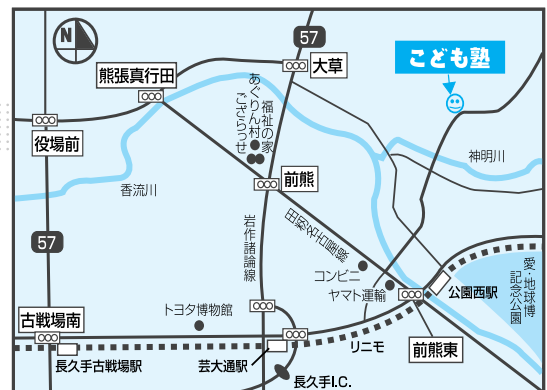 N
57
大草
こども塾
熊張真行田
あぐりん村
ござらっせ
福祉の家
役場前
神明川
香流川
前熊
岩作諸輪線
田籾名古屋線
57
コンビニ
ヤマト運輸
公園西駅
愛・地球博
記念公園
トヨタ博物館
古戦場南
リニモ
前熊東
長久手古戦場駅
芸大通駅
長久手I.C.